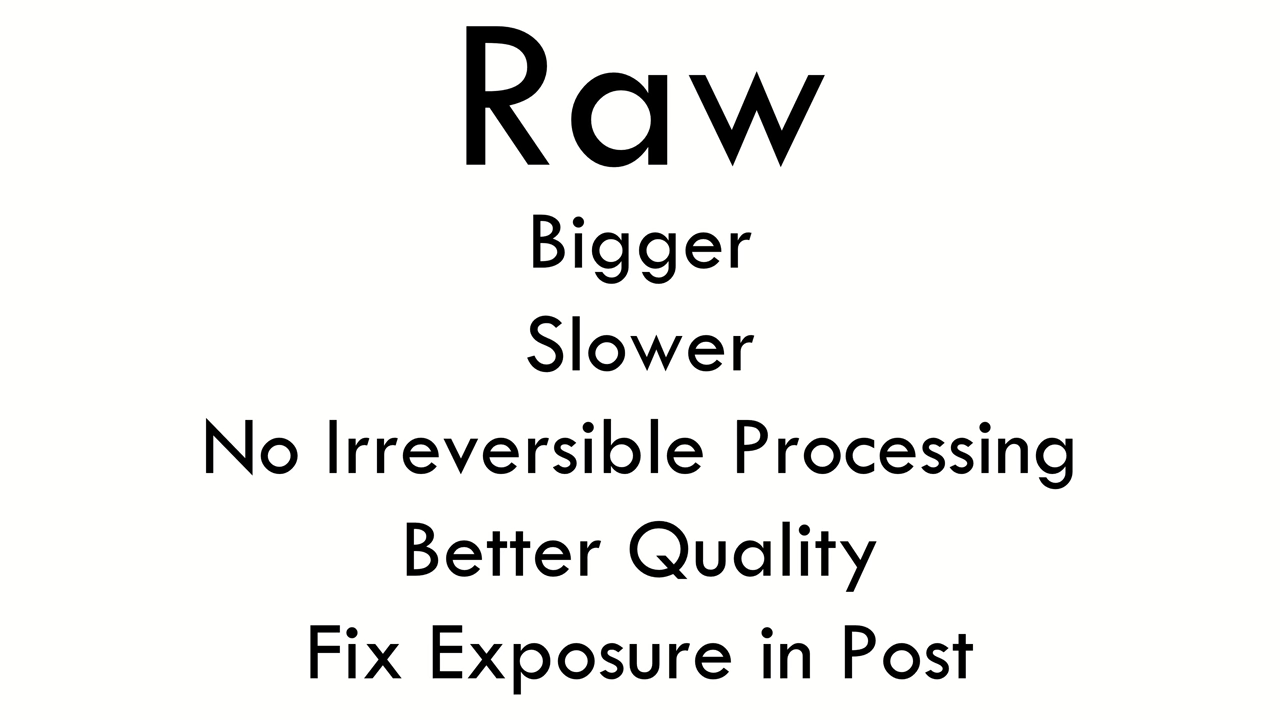 Raw
Bigger
Slower
No Irreversible Processing
Better Quality
Fix Exposure in Post